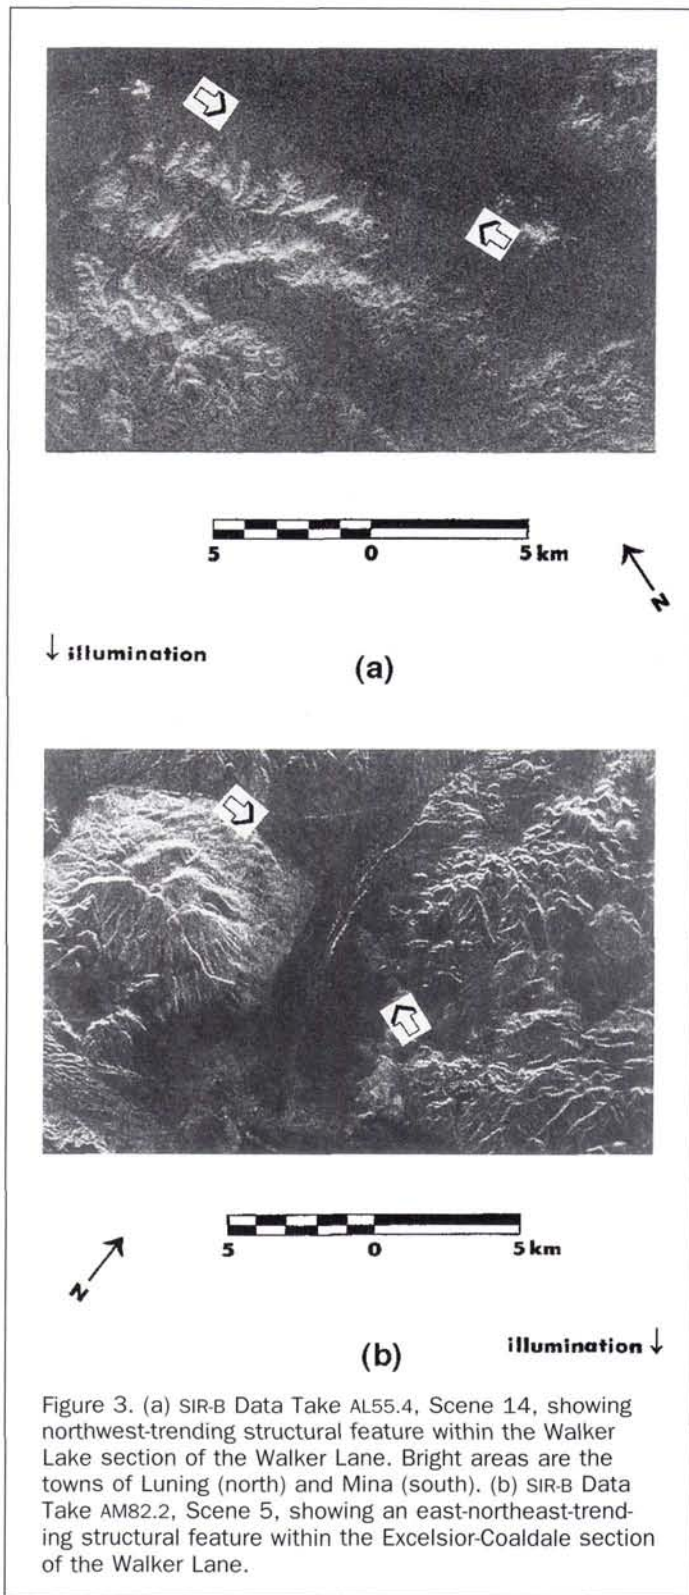 5 0 5 km
N
↓ illumination
(a)
5 0 5 km
N
illumination ↓
(b)
Figure 3. (a) SIR-B Data Take AL55.4, Scene 14, showing
northwest-trending structural feature within the Walker
Lake section of the Walker Lane. Bright areas are the
towns of Luning (north) and Mina (south). (b) SIR-B Data
Take AM82.2, Scene 5, showing an east-northeast-trend-
ing structural feature within the Excelsior-Coaldale section
of the Walker Lane.